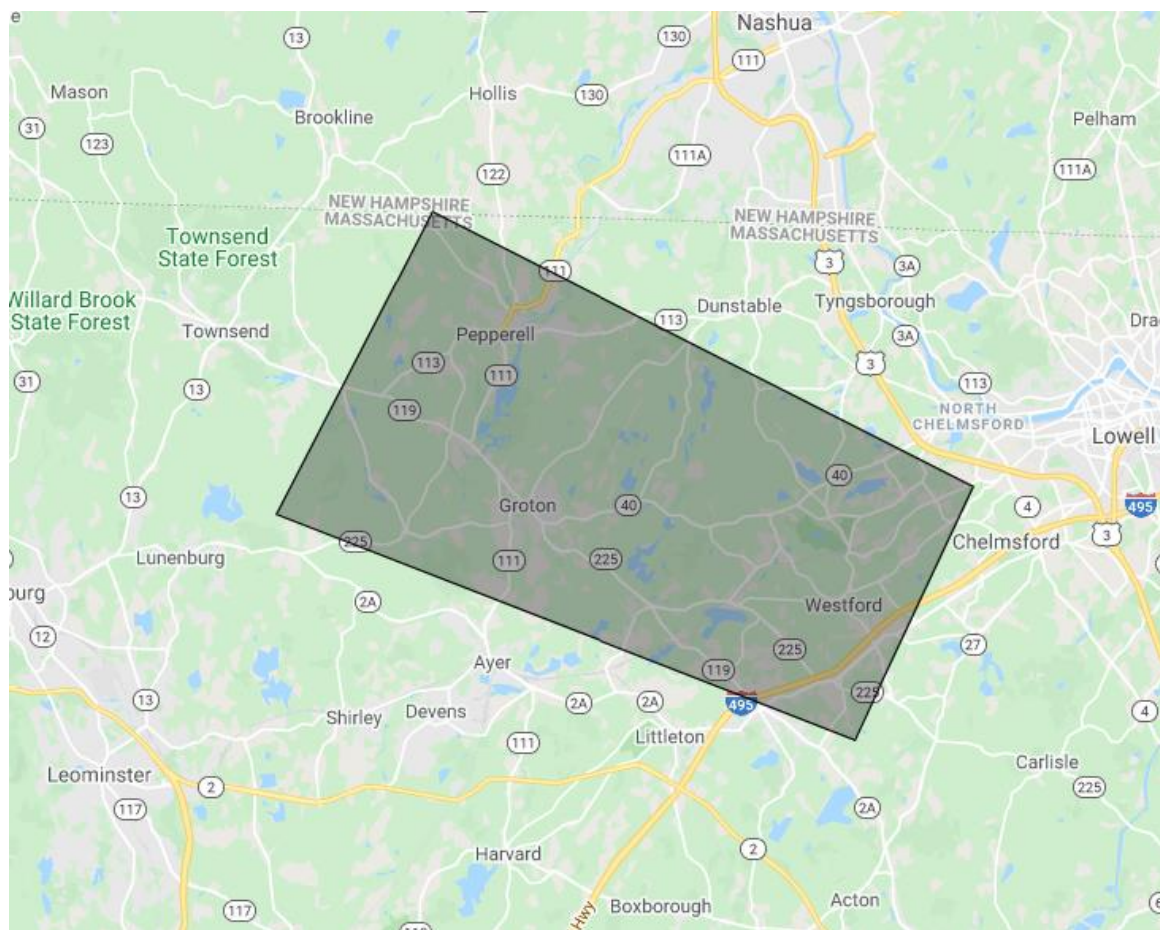 Nashua
13
130
111
Mason
Hollis
130
Brookline
Pelham
31
123
111A
111A
122
NEW HAMPSHIRE
MASSACHUSETTS
NEW HAMPSHIRE
MASSACHUSETTS
Townsend
State Forest
3
3A
111
Willard Brook
State Forest
Dunstable
Tyngsborough
113
Townsend
Pepperell
3A
113
111
3
31
13
113
119
NORTH
CHELMSFORD
Lowell
40
13
Groton
40
4
495
225
Chelmsford
3
Lunenburg
111
225
2A
Westford
12
225
27
Ayer
119
225
13
2A
2A
495
4
Shirley
Devens
111
Littleton
Carlisle
Leominster
2
225
117
2A
2
Harvard
Acton
117
Boxborough
Hwy